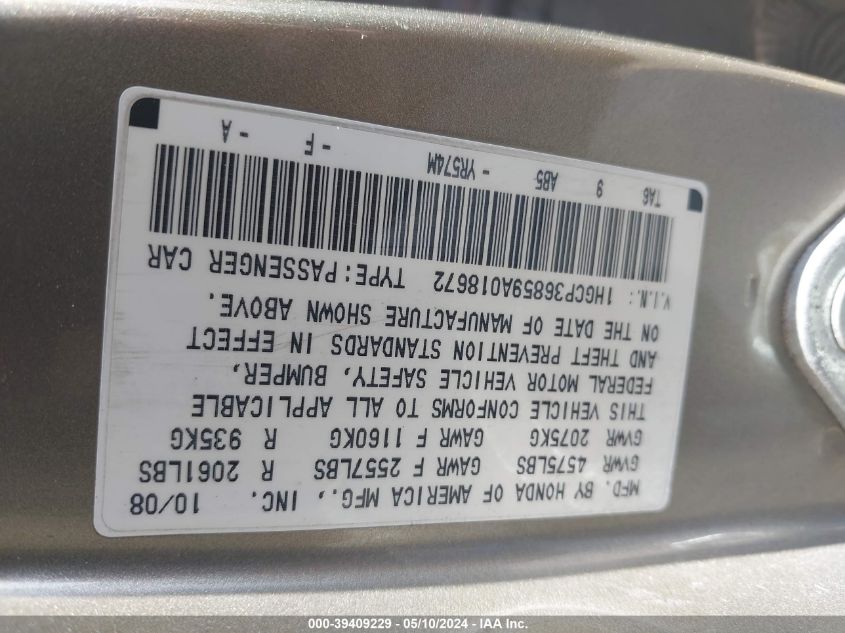 MFD. BY HONDA OF AMERICA MFG., INC. 10/08
GVWR 4575LBS GAWR F 2557LBS R 2061LBS
GVWR 2075KG GAWR F 1160KG R 935KG
THIS VEHICLE CONFORMS TO ALL APPLICABLE
FEDERAL MOTOR VEHICLE SAFETY, BUMPER,
AND THEFT PREVENTION STANDARDS IN EFFECT
ON THE DATE OF MANUFACTURE SHOWN ABOVE.
V.I.N.: 1HGCP36859A018672 TYPE: PASSENGER CAR
TA6 9 AB5- - YR574M - F - A
000-39409229 - 05/10/2024 - IAA Inc.